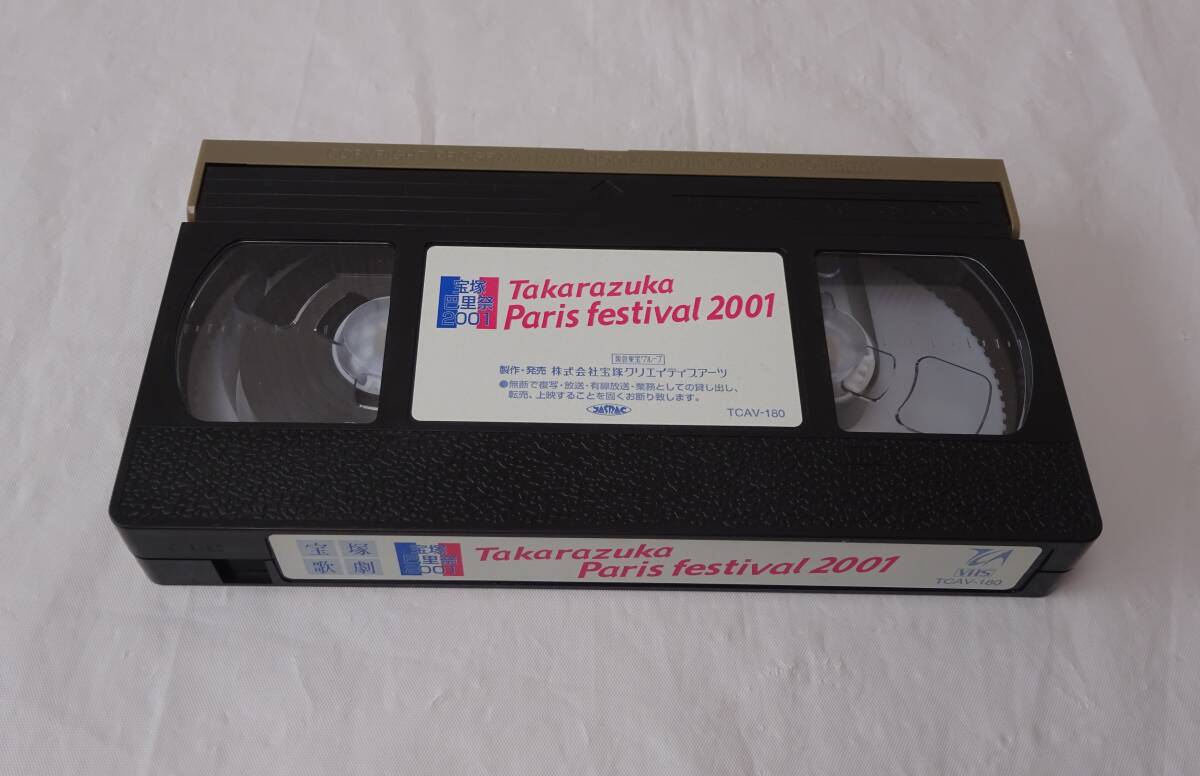 宝塚
巴里祭
2001
Takarazuka
Paris festival 2001
阪急東宝グループ
製作・発売 株式会社宝塚クリエイティブアーツ
●無断で複写・放送・有線放送・業務としての貸し出し、
転売、上映することを固くお断り致します。
JASRAC
TCAV-180
宝塚
歌劇
宝塚
巴里祭
2001
Takarazuka
Paris festival 2001
TCA
VHS
TCAV-180